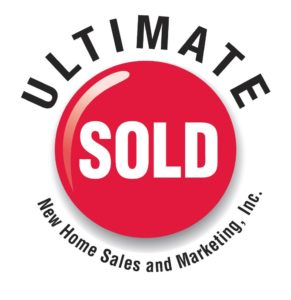 ULTIMATE
SOLD
New Home Sales and Marketing, Inc.